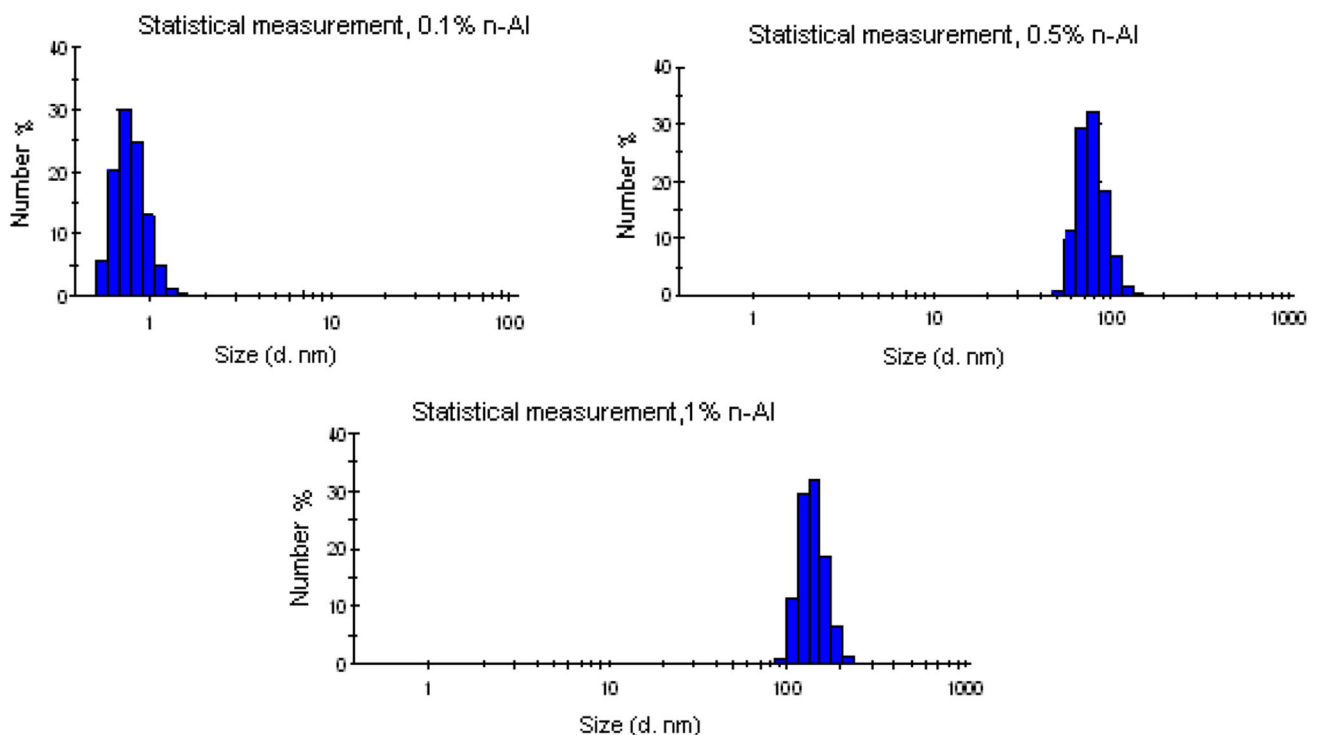 Statistical measurement, 0.1% n-Al
40
30
20
10
0
Number %
1 10 100
Size (d. nm)
Statistical measurement, 0.5% n-Al
40
30
20
10
0
Number %
1 10 100 1000
Size (d. nm)
Statistical measurement,1% n-Al
40
30
20
10
0
Number %
1 10 100 1000
Size (d. nm)